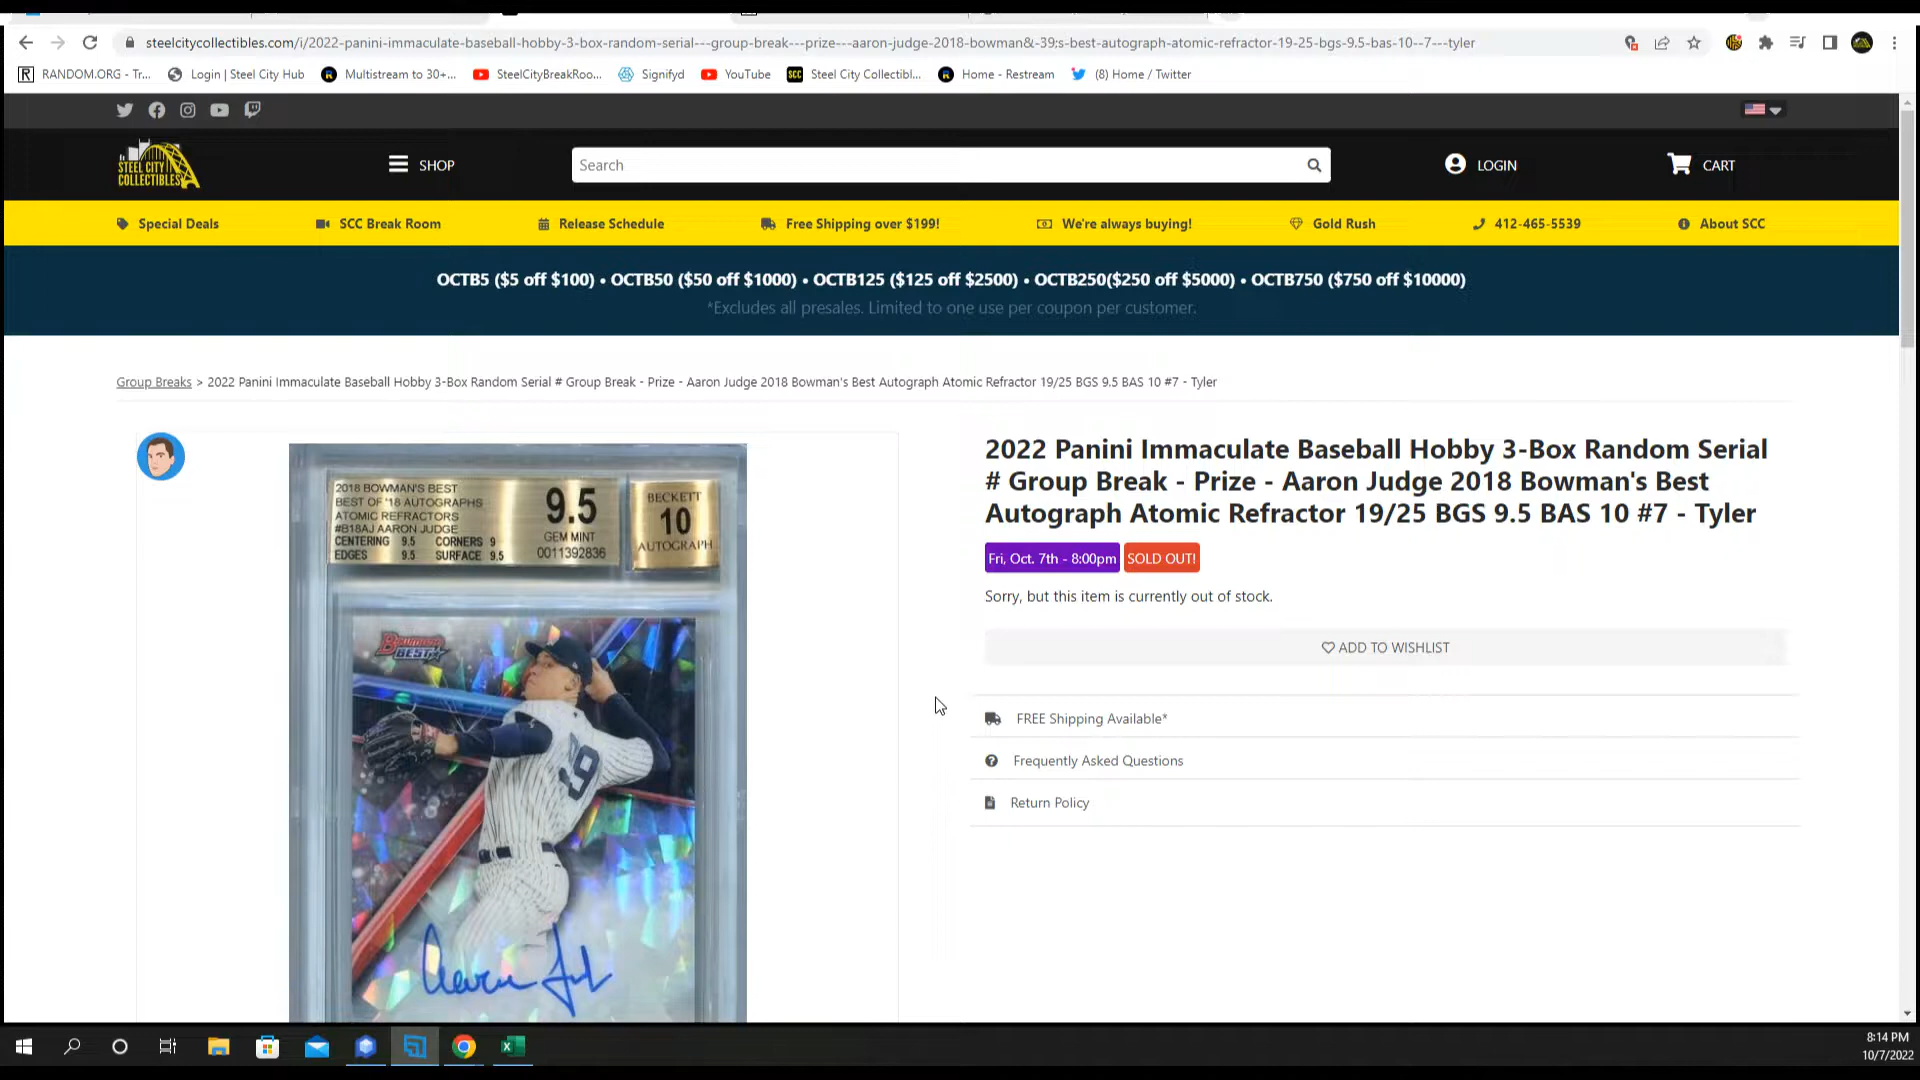 steelcitycollectibles.com/i/2022-panini-immaculate-baseball-hobby-3-box-random-serial---group-break---prize---aaron-judge-2018-bowman&-39;s-best-autograph-atomic-refractor-19-25-bgs-9.5-bas-10--7---tyler
RANDOM.ORG - Tr... Login | Steel City Hub Multistream to 30+... SteelCityBreakRoo... Signifyd YouTube SCC Steel City Collectibl... Home - Restream (8) Home / Twitter
STEEL CITY
COLLECTIBLES
SHOP Search LOGIN CART
Special Deals SCC Break Room Release Schedule Free Shipping over $199! We're always buying! Gold Rush 412-465-5539 About SCC
OCTB5 ($5 off $100) • OCTB50 ($50 off $1000) • OCTB125 ($125 off $2500) • OCTB250($250 off $5000) • OCTB750 ($750 off $10000)
*Excludes all presales. Limited to one use per coupon per customer.
Group Breaks > 2022 Panini Immaculate Baseball Hobby 3-Box Random Serial # Group Break - Prize - Aaron Judge 2018 Bowman's Best Autograph Atomic Refractor 19/25 BGS 9.5 BAS 10 #7 - Tyler
2018 BOWMAN'S BEST
BEST OF '18 AUTOGRAPHS
ATOMIC REFRACTORS
#B18AJ AARON JUDGE
CENTERING 9.5 CORNERS 9
EDGES 9.5 SURFACE 9.5
9.5
GEM MINT
0011392836
BECKETT
10
AUTOGRAPH
Bowman's
BEST
99
Aaron Judge
2022 Panini Immaculate Baseball Hobby 3-Box Random Serial
# Group Break - Prize - Aaron Judge 2018 Bowman's Best
Autograph Atomic Refractor 19/25 BGS 9.5 BAS 10 #7 - Tyler
Fri, Oct. 7th - 8:00pm SOLD OUT!
Sorry, but this item is currently out of stock.
ADD TO WISHLIST
FREE Shipping Available*
Frequently Asked Questions
Return Policy
8:14 PM
10/7/2022